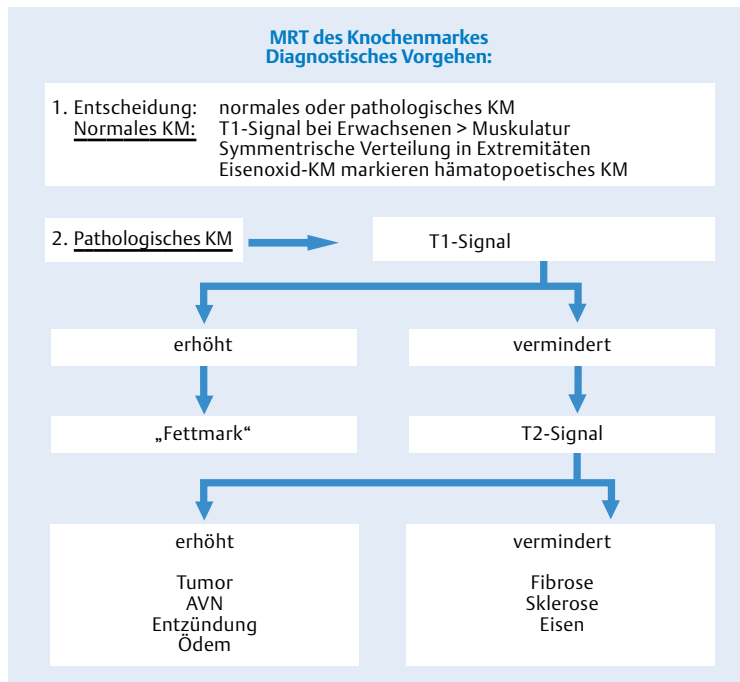 MRT des Knochenmarkes
Diagnostisches Vorgehen:
1. Entscheidung: normales oder pathologisches KM
Normales KM: T1-Signal bei Erwachsenen > Muskulatur
Symmentrische Verteilung in Extremitäten
Eisenoxid-KM markieren hämatopoetisches KM
2. Pathologisches KM
T1-Signal
erhöht
vermindert
„Fettmark“
T2-Signal
erhöht
Tumor
AVN
Entzündung
Ödem
vermindert
Fibrose
Sklerose
Eisen